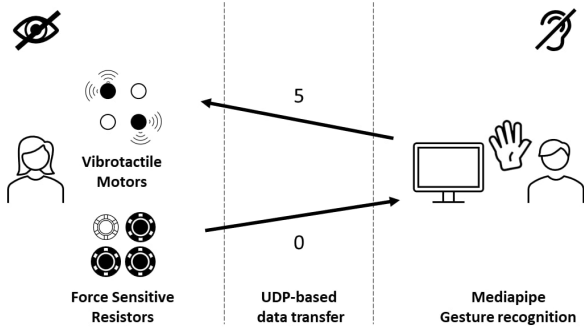 5
Vibrotactile
Motors
0
Force Sensitive
Resistors
UDP-based
data transfer
Mediapipe
Gesture recognition